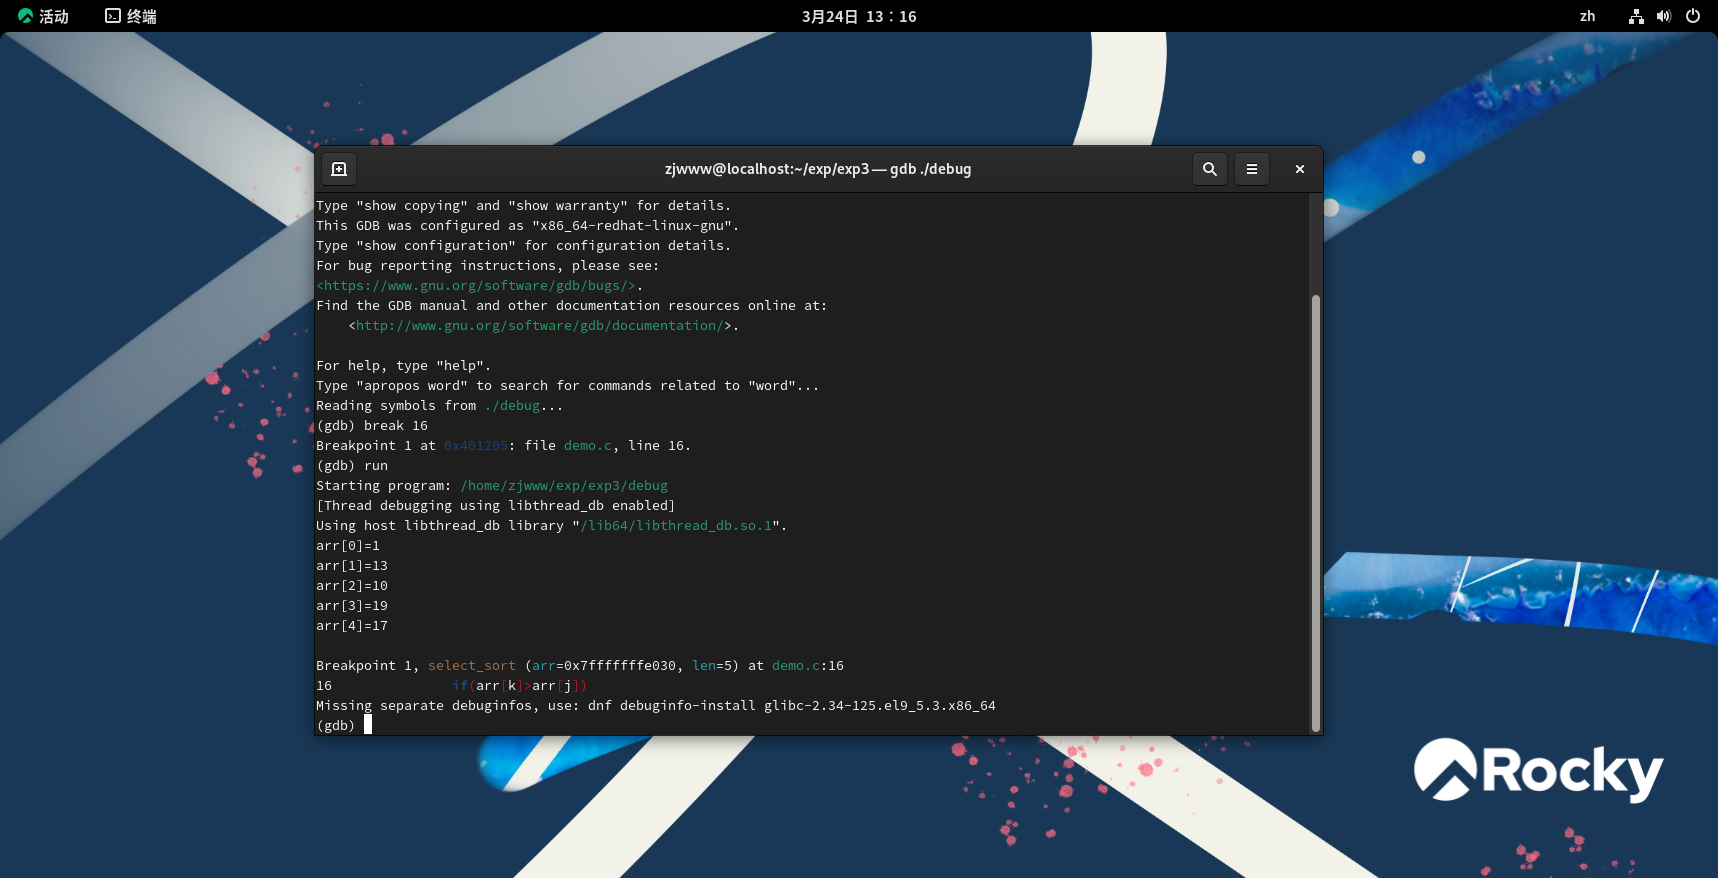 活动 终端 3月24日 13：16 zh
zjwww@localhost:~/exp/exp3 — gdb ./debug
Type "show copying" and "show warranty" for details.
This GDB was configured as "x86_64-redhat-linux-gnu".
Type "show configuration" for configuration details.
For bug reporting instructions, please see:
<https://www.gnu.org/software/gdb/bugs/>.
Find the GDB manual and other documentation resources online at:
    <http://www.gnu.org/software/gdb/documentation/>.
For help, type "help".
Type "apropos word" to search for commands related to "word"...
Reading symbols from ./debug...
(gdb) break 16
Breakpoint 1 at 0x401205: file demo.c, line 16.
(gdb) run
Starting program: /home/zjwww/exp/exp3/debug
[Thread debugging using libthread_db enabled]
Using host libthread_db library "/lib64/libthread_db.so.1".
arr[0]=1
arr[1]=13
arr[2]=10
arr[3]=19
arr[4]=17
Breakpoint 1, select_sort (arr=0x7fffffffe030, len=5) at demo.c:16
16               if(arr[k]>arr[j])
Missing separate debuginfos, use: dnf debuginfo-install glibc-2.34-125.el9_5.3.x86_64
(gdb)
Rocky